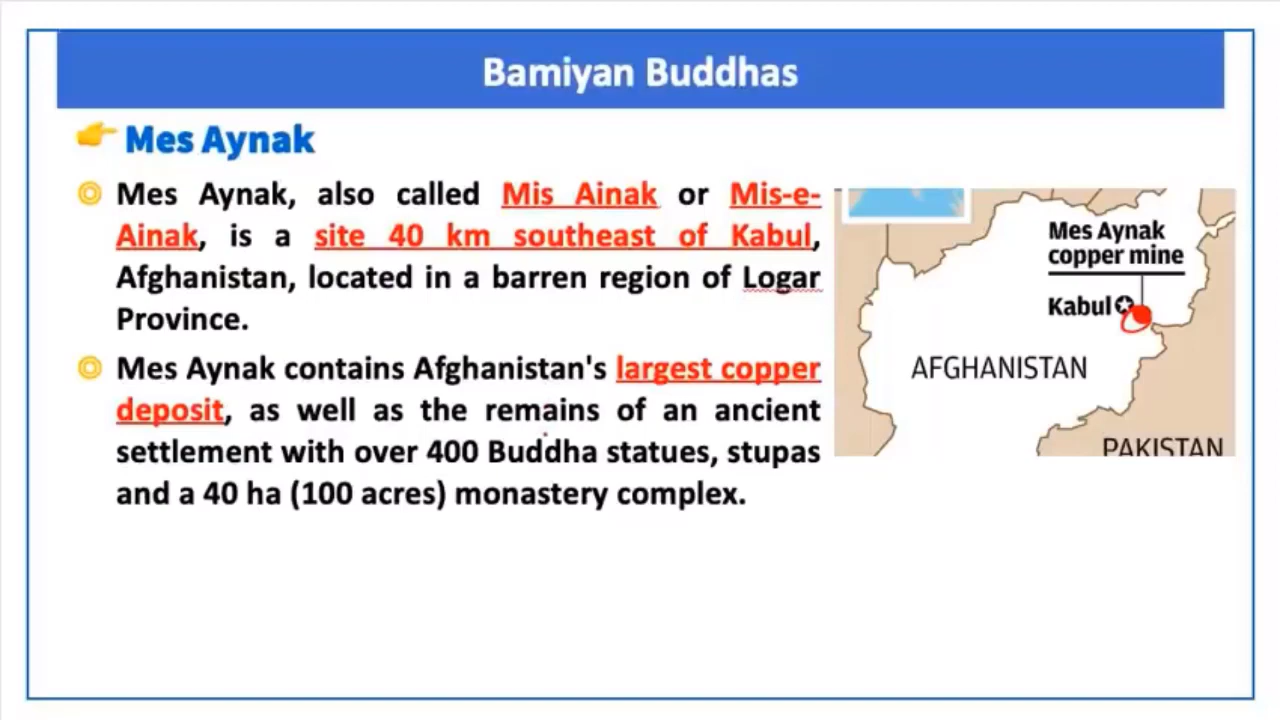 Bamiyan Buddhas
Mes Aynak
Mes Aynak, also called Mis Ainak or Mis-e-
Ainak, is a site 40 km southeast of Kabul,
Afghanistan, located in a barren region of Logar
Province.
Mes Aynak contains Afghanistan's largest copper
deposit, as well as the remains of an ancient
settlement with over 400 Buddha statues, stupas
and a 40 ha (100 acres) monastery complex.
Mes Aynak
copper mine
Kabul
AFGHANISTAN
PAKISTAN